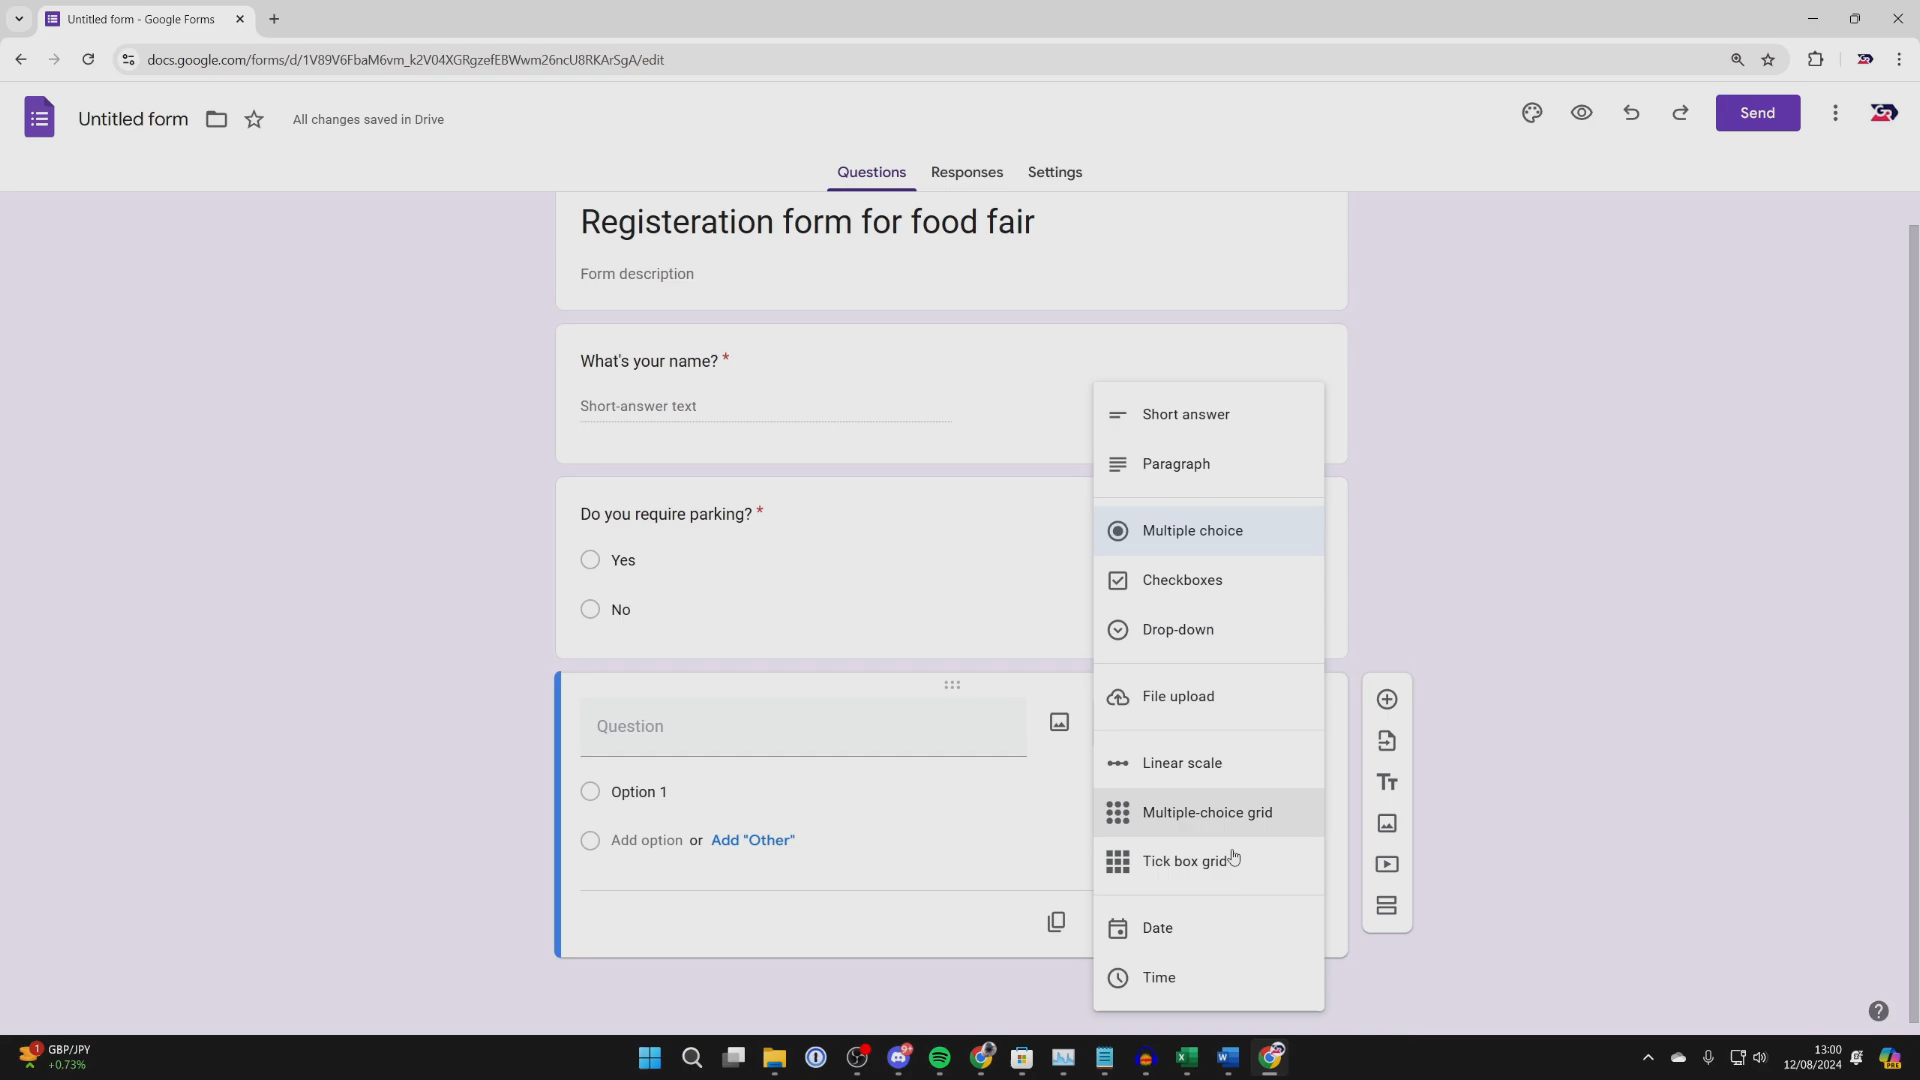 Untitled form - Google Forms
docs.google.com/forms/d/1V89V6FbaM6vm_k2V04XGRgzefEBWwm26ncU8RKArSgA/edit
Untitled form
All changes saved in Drive
Send
Questions
Responses
Settings
Registeration form for food fair
Form description
What's your name? *
Short-answer text
Do you require parking? *
Yes
No
Question
Option 1
Add option or Add "Other"
Short answer
Paragraph
Multiple choice
Checkboxes
Drop-down
File upload
Linear scale
Multiple-choice grid
Tick box grid
Date
Time
Tt
1
GBP/JPY
+0.73%
9+
13:00
12/08/2024
PRE